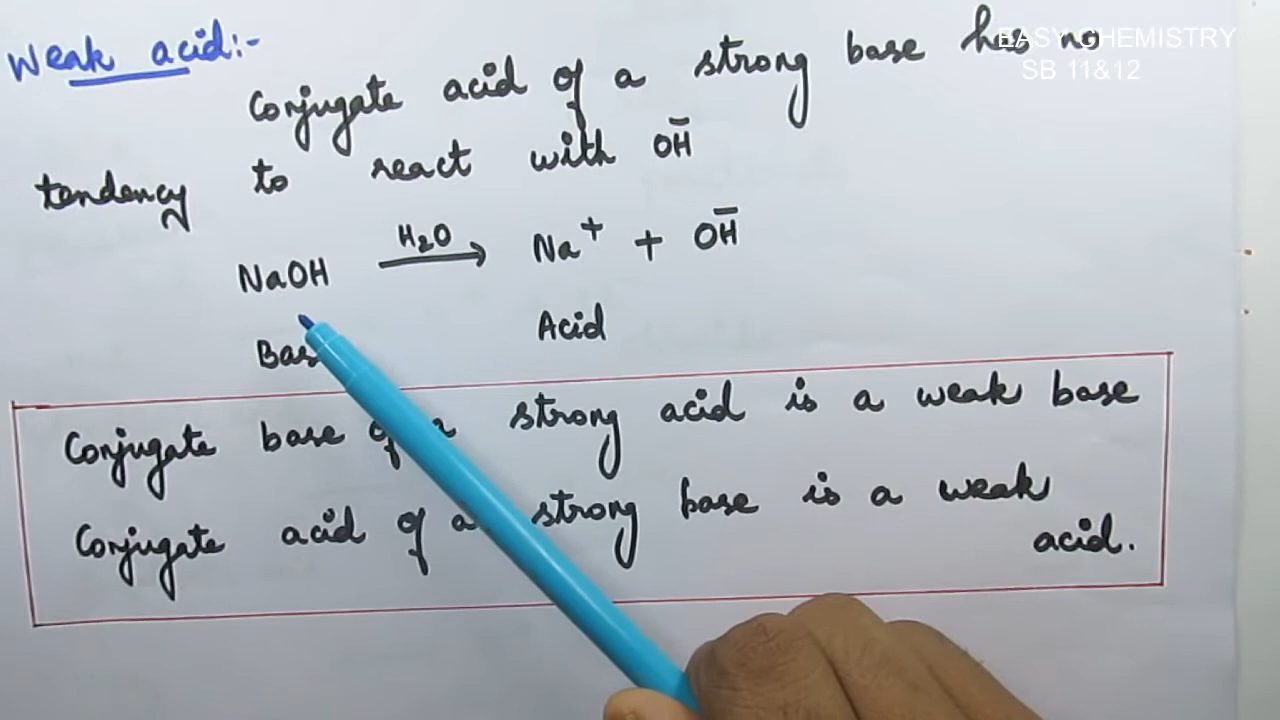 Weak acid:-
Conjugate acid of a strong base has no
tendency to react with OH̅
NaOH H₂O → Na⁺ + OH̅
Base Acid
Conjugate base of a strong acid is a weak base
Conjugate acid of a strong base is a weak
acid.
EASY CHEMISTRY
SB 11&12